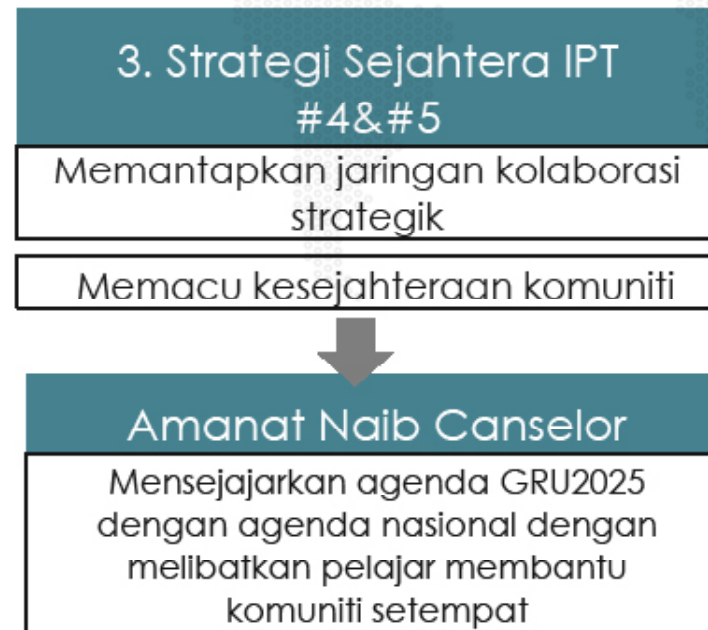 3. Strategi Sejahtera IPT
#4&#5
Memantapkan jaringan kolaborasi
strategik
Memacu kesejahteraan komuniti
Amanat Naib Canselor
Mensejajarkan agenda GRU2025
dengan agenda nasional dengan
melibatkan pelajar membantu
komuniti setempat